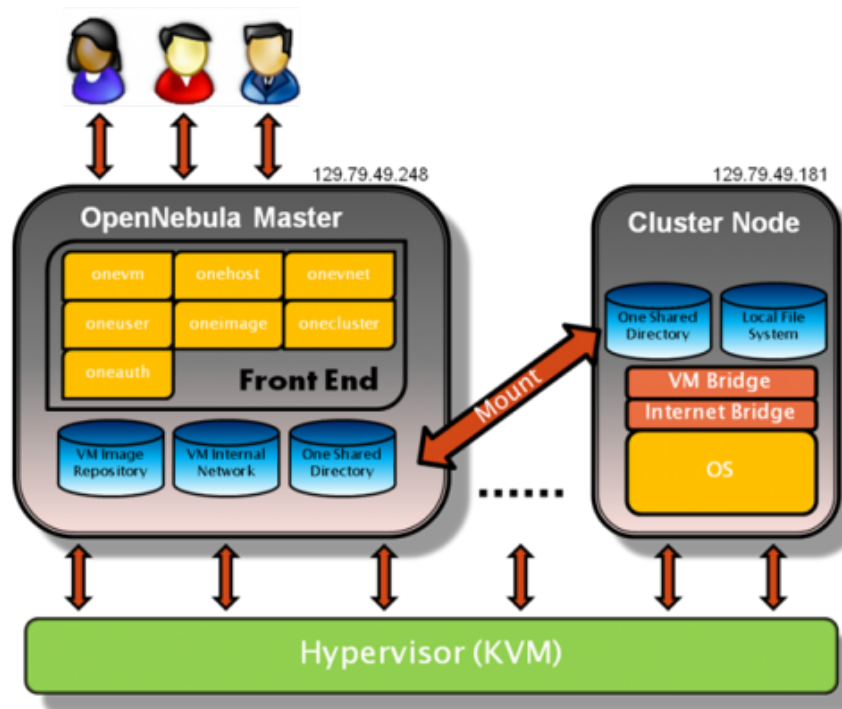 129.79.49.248
129.79.49.181
OpenNebula Master
onevm
onehost
onevnet
oneuser
oneimage
onecluster
oneauth
Front End
VM Image
Repository
VM Internal
Network
One Shared
Directory
Mount
......
Cluster Node
One Shared
Directory
Local File
System
VM Bridge
Internet Bridge
OS
Hypervisor (KVM)